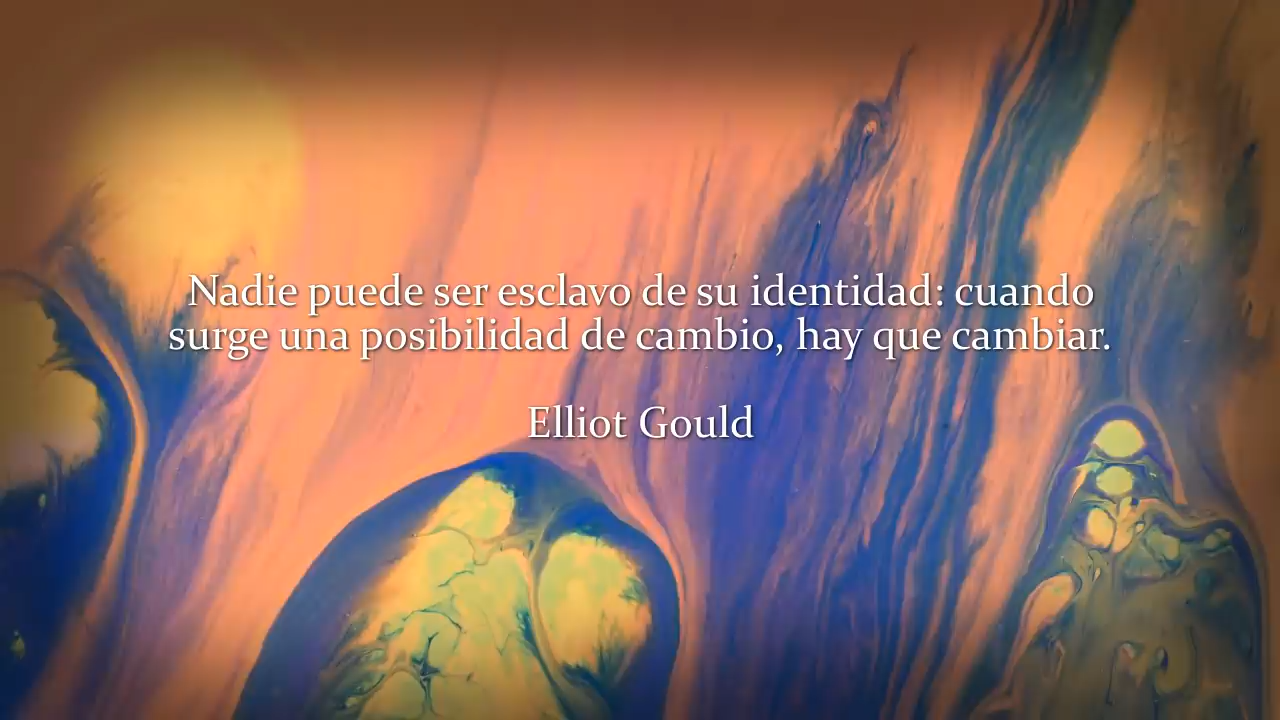 Nadie puede ser esclavo de su identidad: cuando
surge una posibilidad de cambio, hay que cambiar.
Elliot Gould